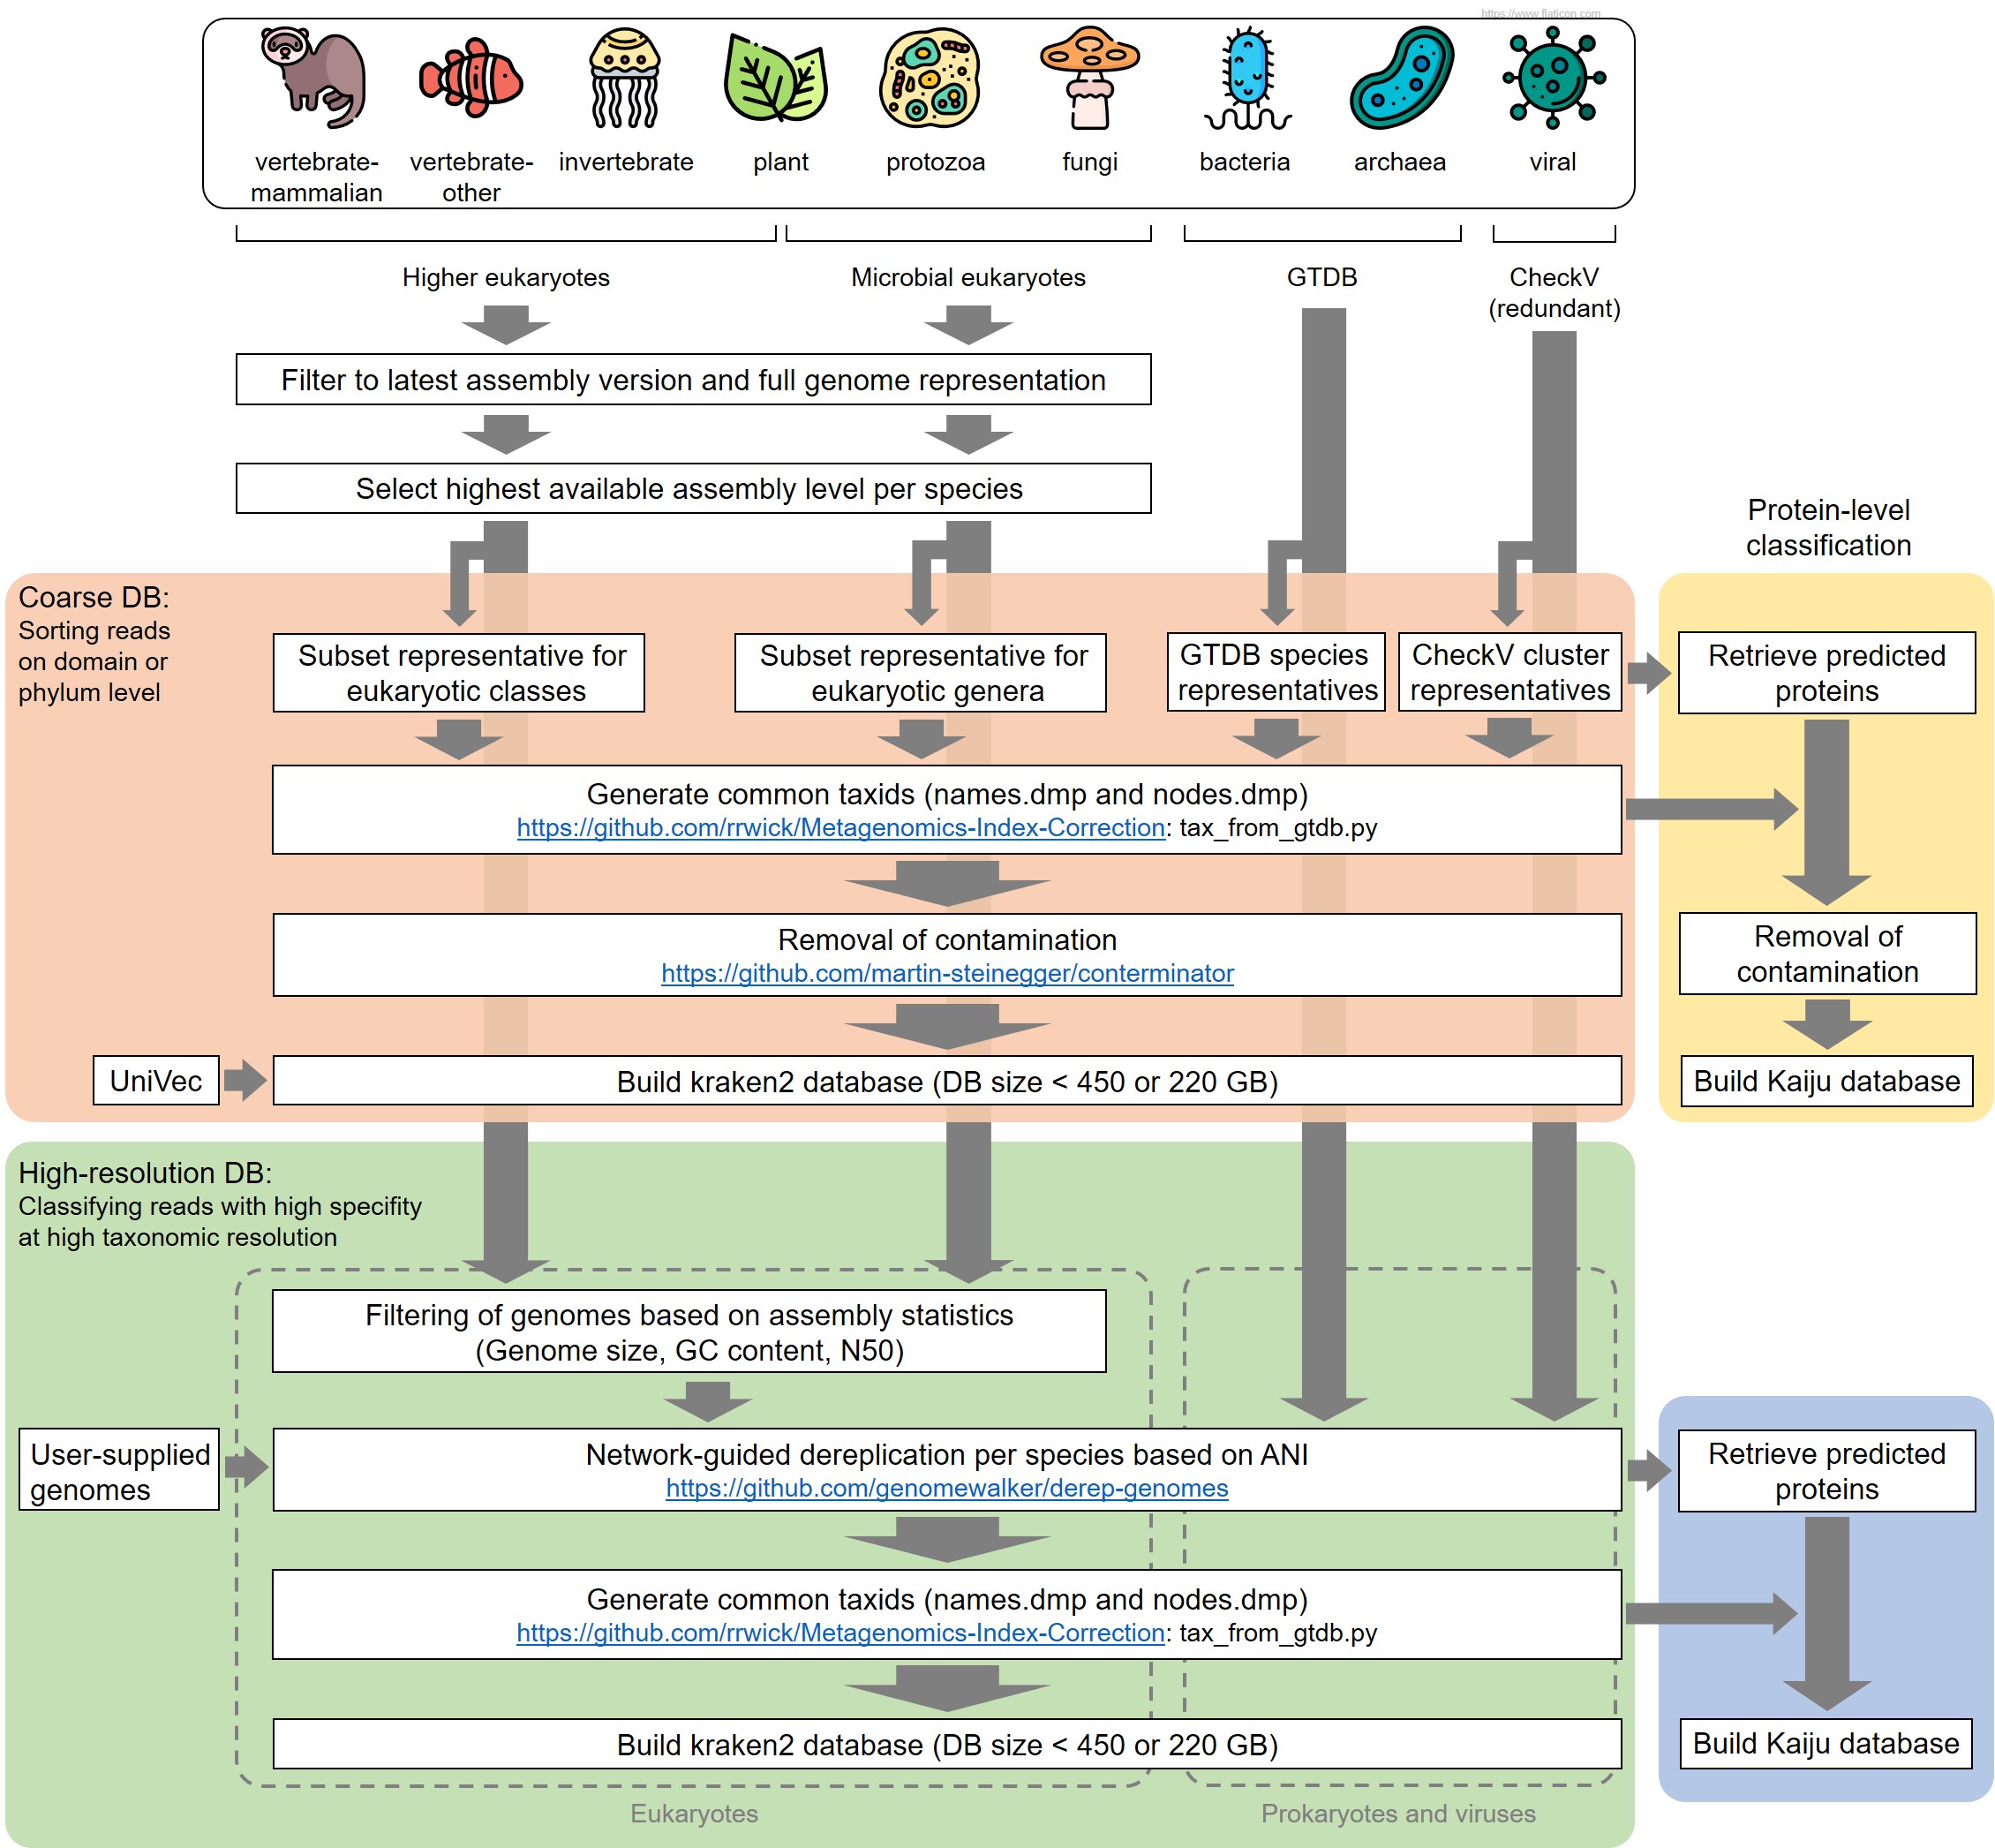 https://www.flaticon.com
vertebrate-
mammalian
vertebrate-
other
invertebrate
plant
protozoa
fungi
bacteria
archaea
viral
Higher eukaryotes
Microbial eukaryotes
GTDB
CheckV
(redundant)
Filter to latest assembly version and full genome representation
Select highest available assembly level per species
Protein-level
classification
Coarse DB:
Sorting reads
on domain or
phylum level
Subset representative for
eukaryotic classes
Subset representative for
eukaryotic genera
GTDB species
representatives
CheckV cluster
representatives
Retrieve predicted
proteins
Generate common taxids (names.dmp and nodes.dmp)
https://github.com/rrwick/Metagenomics-Index-Correction: tax_from_gtdb.py
Removal of contamination
https://github.com/martin-steinegger/conterminator
Removal of
contamination
UniVec
Build kraken2 database (DB size < 450 or 220 GB)
Build Kaiju database
High-resolution DB:
Classifying reads with high specifity
at high taxonomic resolution
Filtering of genomes based on assembly statistics
(Genome size, GC content, N50)
User-supplied
genomes
Network-guided dereplication per species based on ANI
https://github.com/genomewalker/derep-genomes
Retrieve predicted
proteins
Generate common taxids (names.dmp and nodes.dmp)
https://github.com/rrwick/Metagenomics-Index-Correction: tax_from_gtdb.py
Build kraken2 database (DB size < 450 or 220 GB)
Build Kaiju database
Eukaryotes
Prokaryotes and viruses